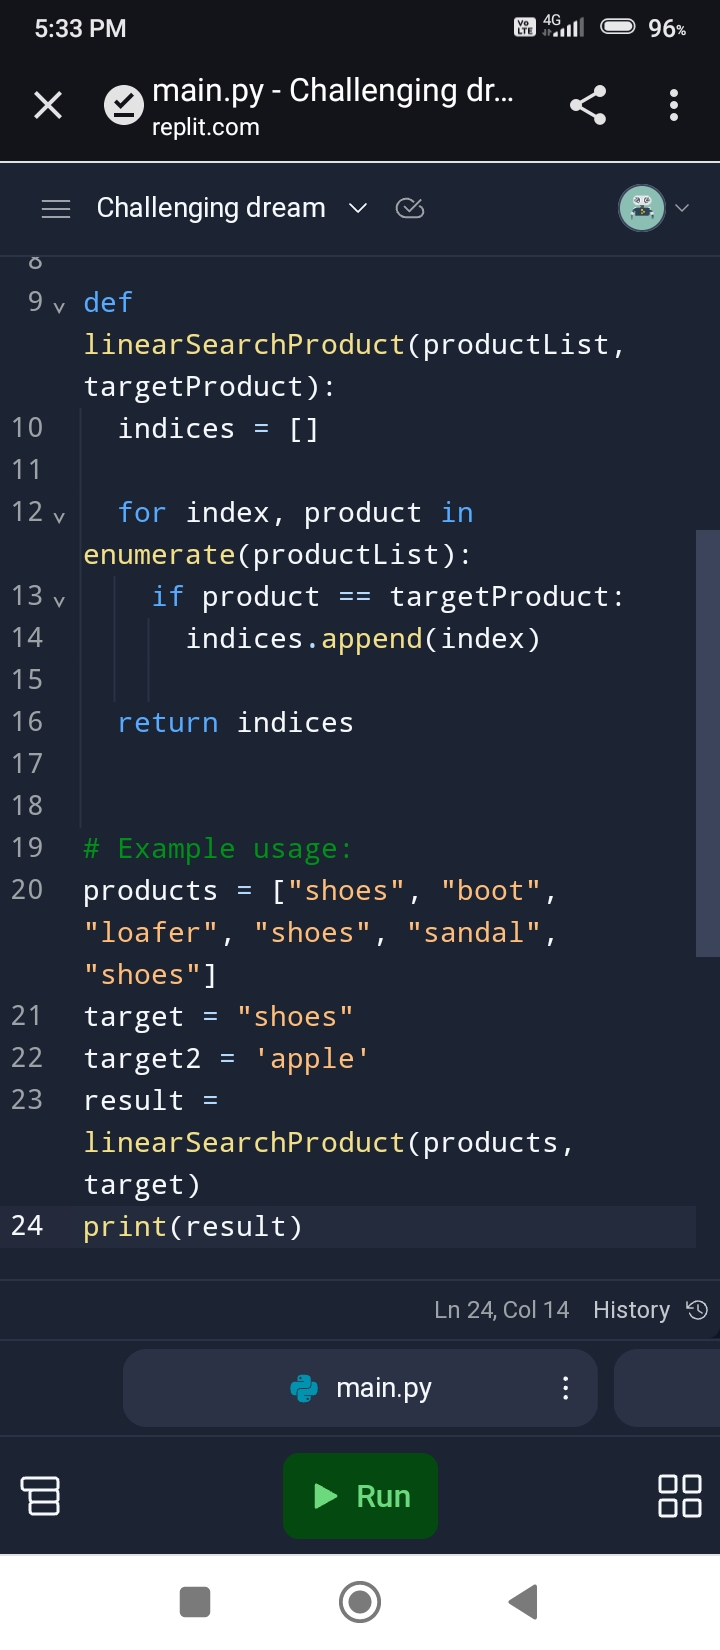 5:33 PM Vo LTE 4G 96%
main.py - Challenging dr...
replit.com
Challenging dream
8
9 def
linearSearchProduct(productList,
targetProduct):
10 indices = []
11
12 for index, product in
enumerate(productList):
13 if product == targetProduct:
14 indices.append(index)
15
16 return indices
17
18
19 # Example usage:
20 products = ["shoes", "boot",
"loafer", "shoes", "sandal",
"shoes"]
21 target = "shoes"
22 target2 = 'apple'
23 result =
linearSearchProduct(products,
target)
24 print(result)
Ln 24, Col 14 History
main.py
Run